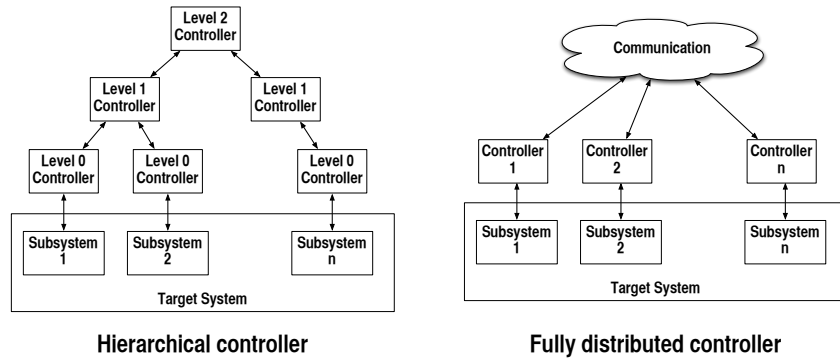 Level 2
Controller
Level 1
Controller
Level 1
Controller
Level 0
Controller
Level 0
Controller
Level 0
Controller
Subsystem
1
Subsystem
2
Subsystem
n
Target System
Hierarchical controller
Communication
Controller
1
Controller
2
Controller
n
Subsystem
1
Subsystem
2
Subsystem
n
Target System
Fully distributed controller